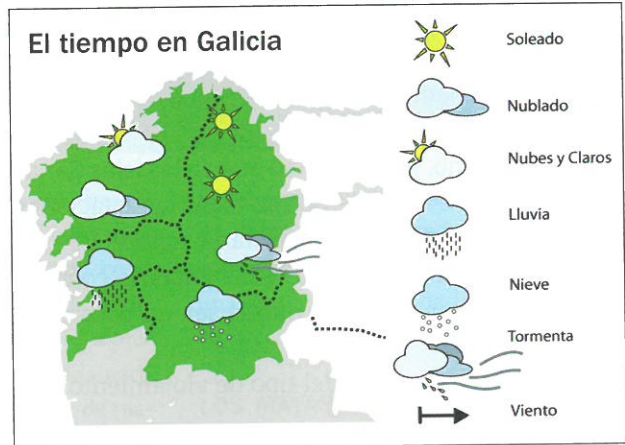 El tiempo en Galicia
Soleado
Nublado
Nubes y Claros
Lluvia
Nieve
Tormenta
Viento